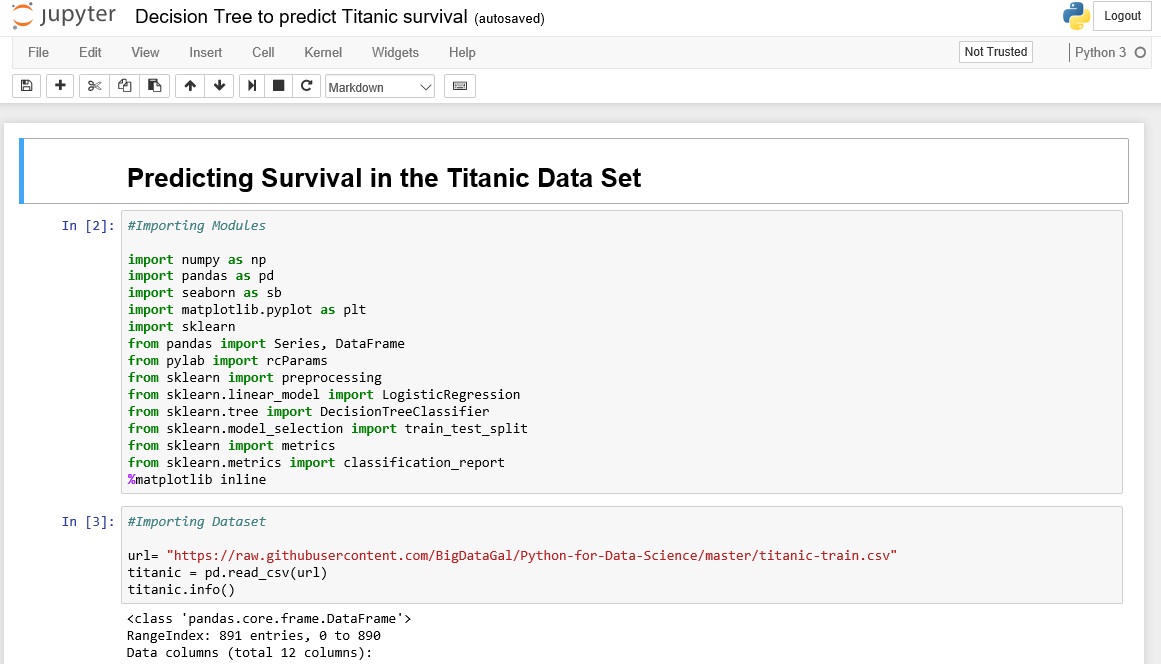 jupyter Decision Tree to predict Titanic survival (autosaved) Logout
File Edit View Insert Cell Kernel Widgets Help Not Trusted Python 3
Markdown
Predicting Survival in the Titanic Data Set
In [2]: #Importing Modules
import numpy as np
import pandas as pd
import seaborn as sb
import matplotlib.pyplot as plt
import sklearn
from pandas import Series, DataFrame
from pylab import rcParams
from sklearn import preprocessing
from sklearn.linear_model import LogisticRegression
from sklearn.tree import DecisionTreeClassifier
from sklearn.model_selection import train_test_split
from sklearn import metrics
from sklearn.metrics import classification_report
%matplotlib inline
In [3]: #Importing Dataset
url= "https://raw.githubusercontent.com/BigDataGal/Python-for-Data-Science/master/titanic-train.csv"
titanic = pd.read_csv(url)
titanic.info()
<class 'pandas.core.frame.DataFrame'>
RangeIndex: 891 entries, 0 to 890
Data columns (total 12 columns):